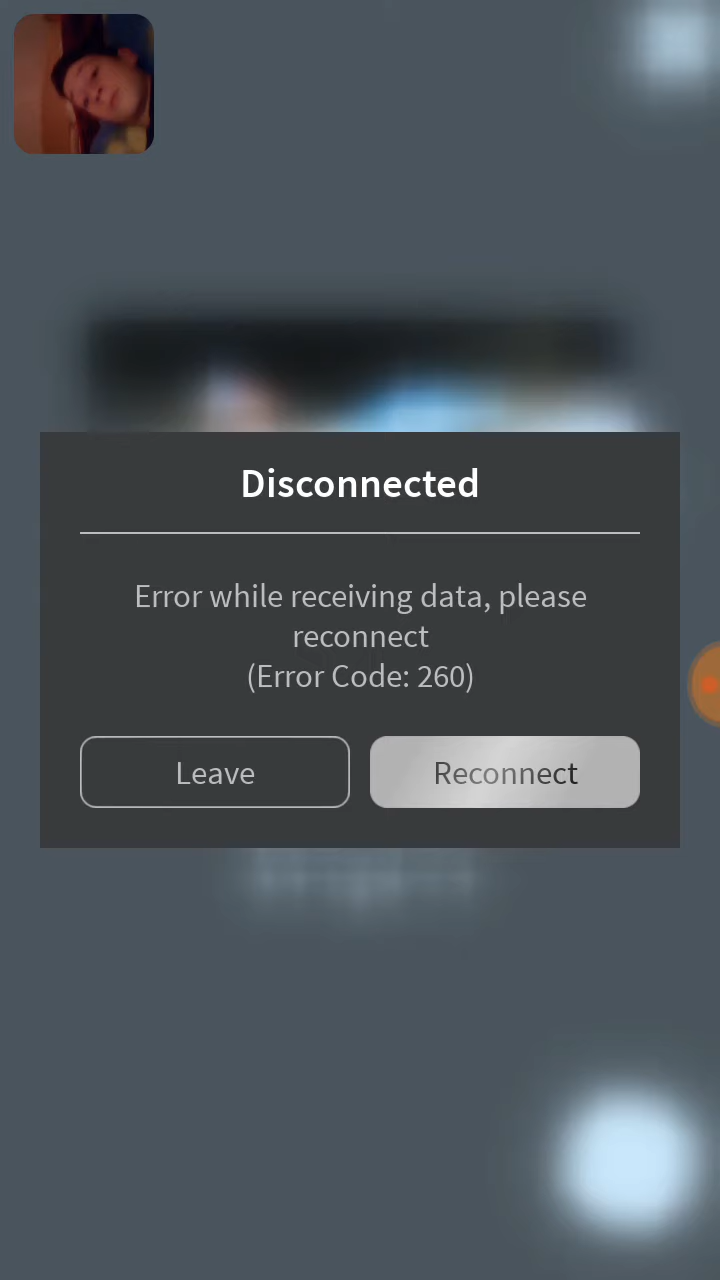 Disconnected
Error while receiving data, please
reconnect
(Error Code: 260)
Leave
Reconnect